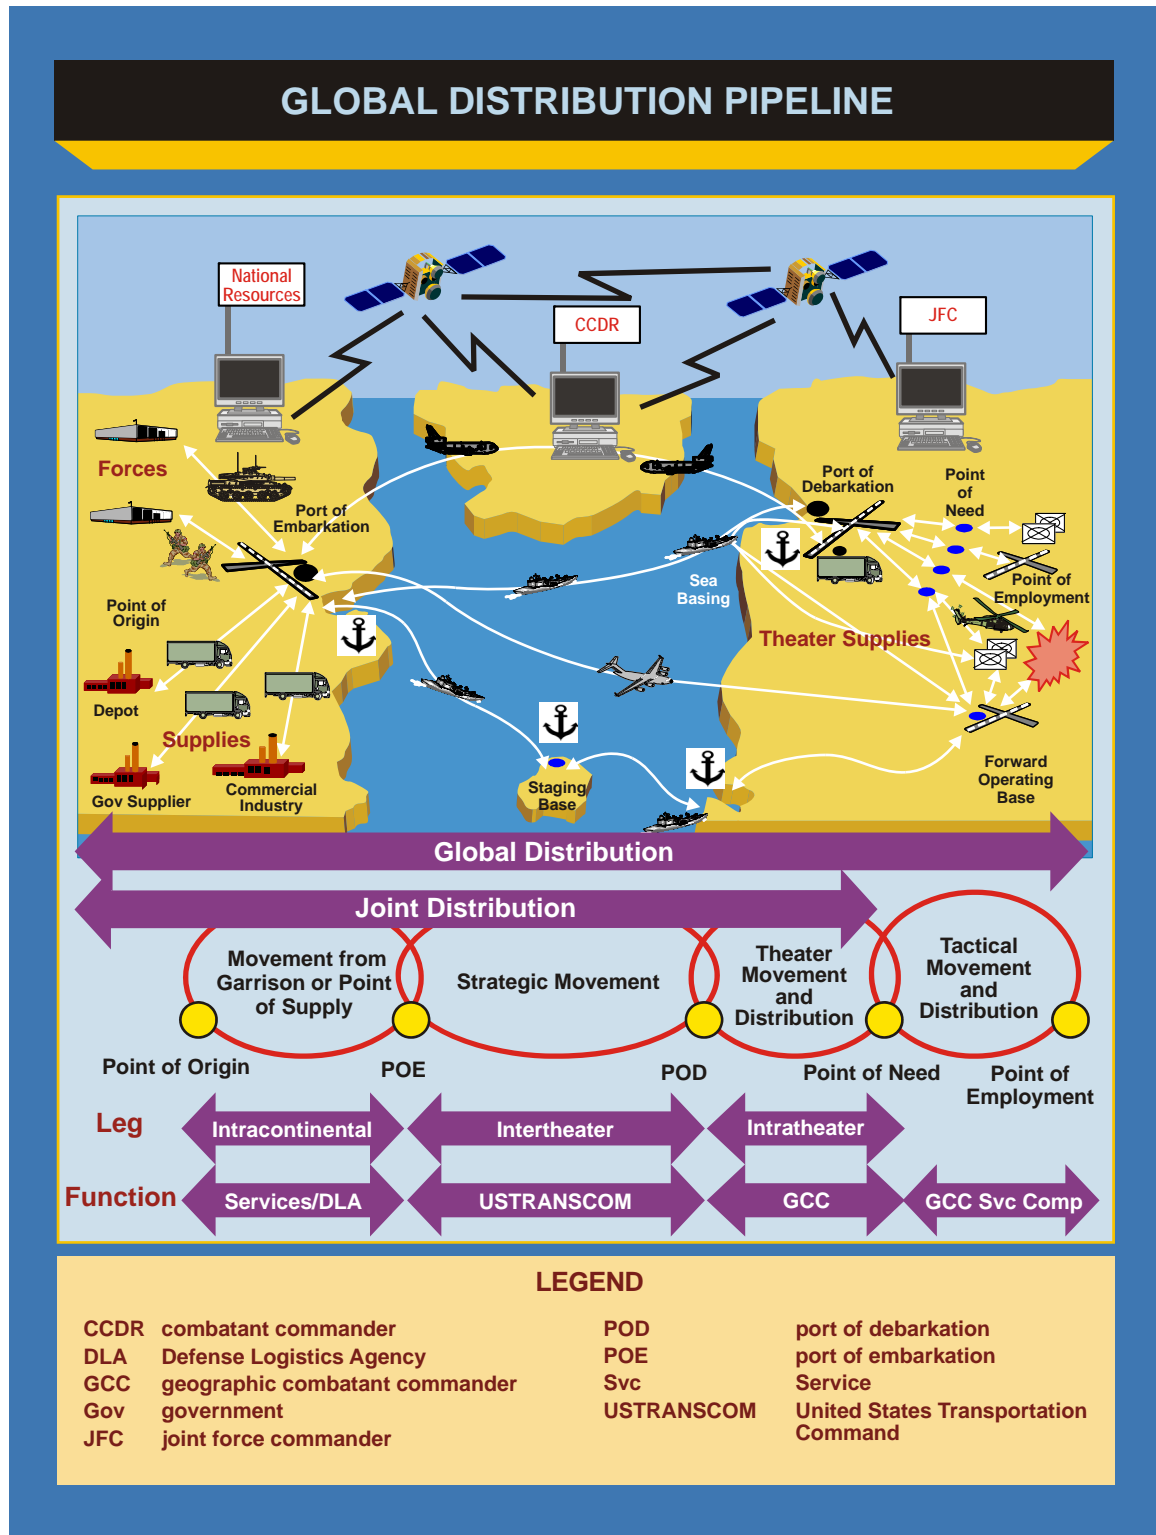 GLOBAL DISTRIBUTION PIPELINE
National
Resources
CCDR
JFC
Forces
Port of
Embarkation
Port of
Debarkation
Point
of
Need
Point of
Employment
Sea
Basing
Point of
Origin
Theater Supplies
Depot
Supplies
Gov Supplier
Commercial
Industry
Staging
Base
Forward
Operating
Base
Global Distribution
Joint Distribution
Movement from
Garrison or Point
of Supply
Strategic Movement
Theater
Movement
and
Distribution
Tactical
Movement
and
Distribution
Point of Origin
POE
POD
Point of Need
Point of
Employment
Leg
Intracontinental
Intertheater
Intratheater
Function
Services/DLA
USTRANSCOM
GCC
GCC Svc Comp
LEGEND
CCDR combatant commander
DLA Defense Logistics Agency
GCC geographic combatant commander
Gov government
JFC joint force commander
POD port of debarkation
POE port of embarkation
Svc Service
USTRANSCOM United States Transportation
Command